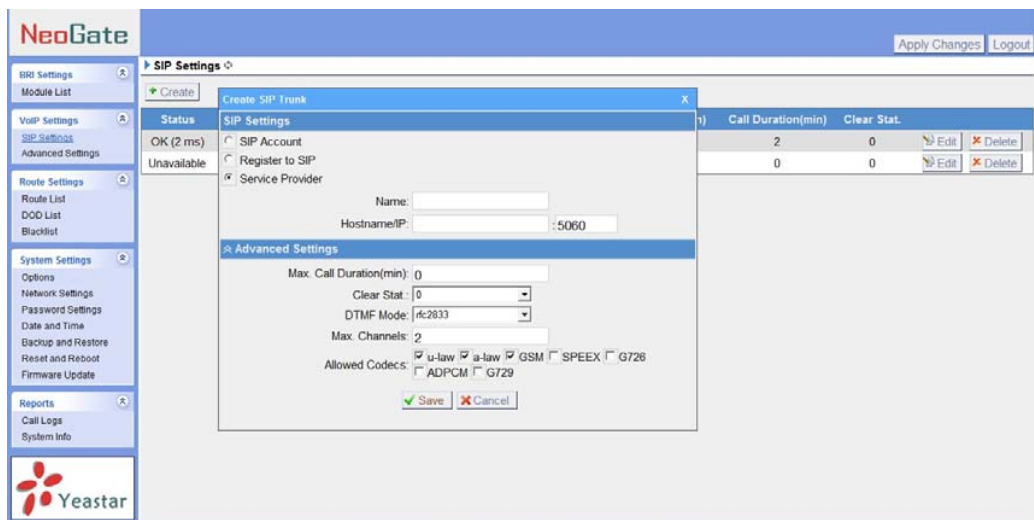 NeoGate
Apply Changes Logout
BRI Settings
Module List
VoIP Settings
SIP Settings
Advanced Settings
Route Settings
Route List
DOD List
Blacklist
System Settings
Options
Network Settings
Password Settings
Date and Time
Backup and Restore
Reset and Reboot
Firmware Update
Reports
Call Logs
System Info
Yeastar
SIP Settings
Create
Status n) Call Duration(min) Clear Stat.
OK (2 ms) 2 0 Edit Delete
Unavailable 0 0 Edit Delete
Create SIP Trunk X
SIP Settings
SIP Account
Register to SIP
Service Provider
Name:
Hostname/IP: :5060
Advanced Settings
Max. Call Duration(min): 0
Clear Stat.: 0
DTMF Mode: rfc2833
Max. Channels: 2
Allowed Codecs: u-law a-law GSM SPEEX G726
ADPCM G729
Save Cancel